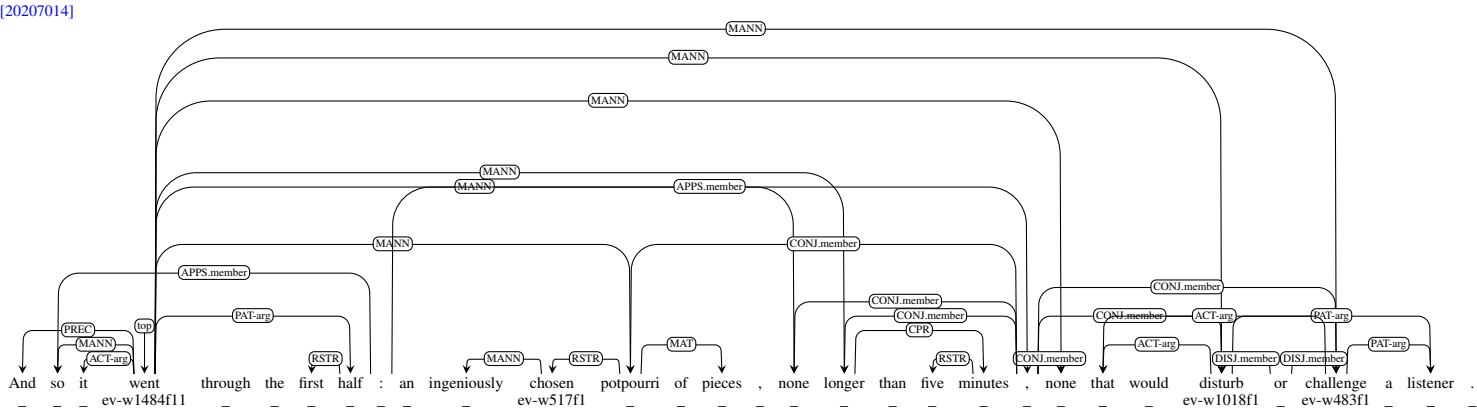 [20207014]
MANN
MANN
MANN
MANN
MANN APPS.member
MANN CONJ.member
APPS.member
CONJ.member
CONJ.member
PREC top PAT-arg CONJ.member CONJ.member ACT-arg PAT-arg
CPR
MANN MAT ACT-arg PAT-arg
ACT-arg RSTR MANN RSTR RSTR CONJ.member DISJ.member DISJ.member
And so it went through the first half : an ingeniously chosen potpourri of pieces , none longer than five minutes , none that would disturb or challenge a listener .
_ _ _ ev-w1484f11 _ _ _ _ _ _ _ ev-w517f1 _ _ _ _ _ _ _ _ _ _ _ _ _ ev-w1018f1 _ ev-w483f1 _ _ _